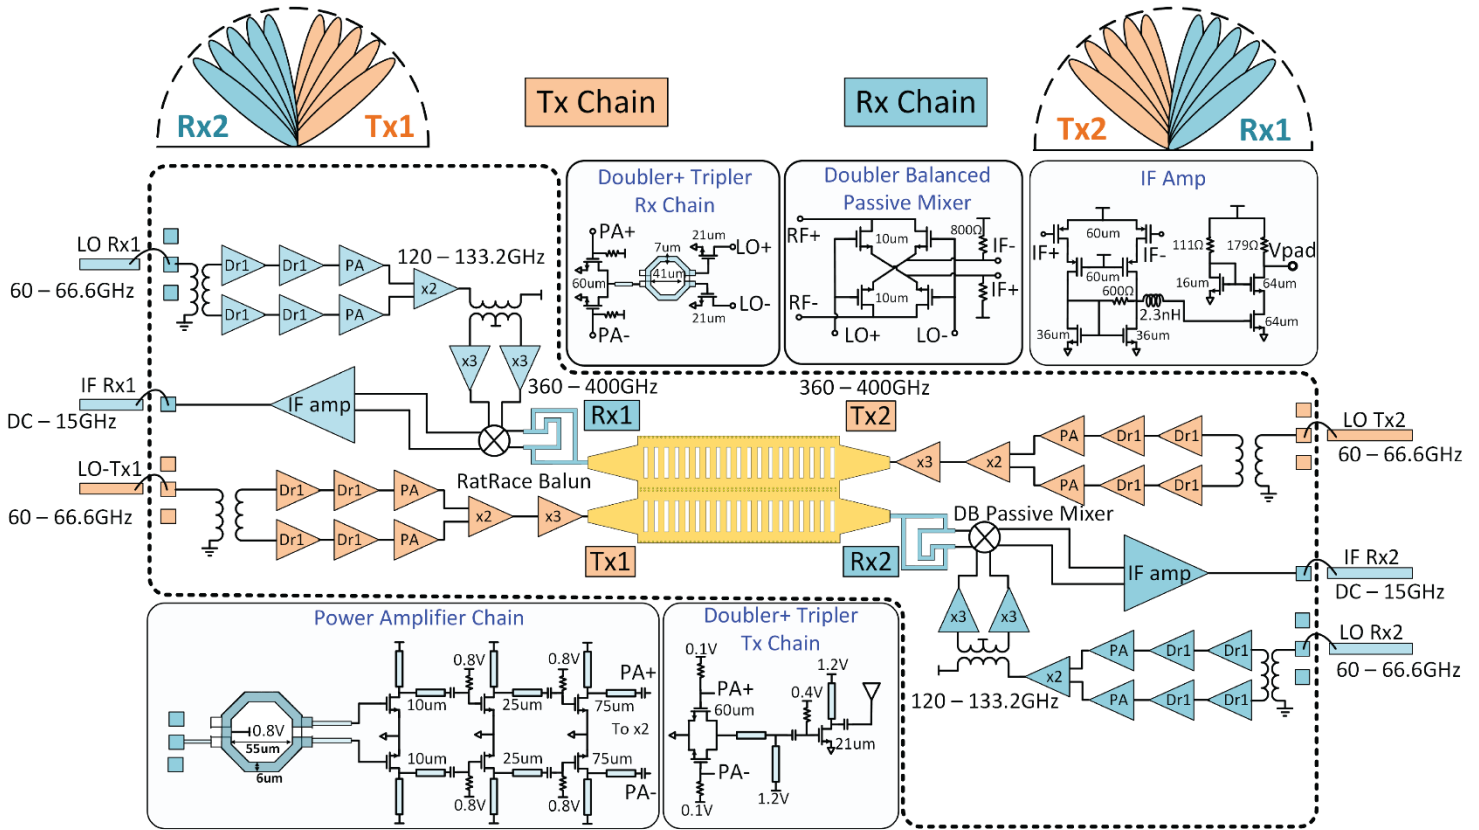 Rx2
Tx1
Tx Chain
Rx Chain
Tx2
Rx1
LO Rx1
60 – 66.6GHz
Dr1
Dr1
PA
Dr1
Dr1
PA
x2
120 – 133.2GHz
x3
x3
360 – 400GHz
IF Rx1
DC – 15GHz
IF amp
Rx1
LO-Tx1
60 – 66.6GHz
Dr1
Dr1
PA
Dr1
Dr1
PA
RatRace Balun
x2
x3
Tx1
Doubler+ Tripler
Rx Chain
PA+
60um
PA-
7um
41um
21um
LO+
LO-
21um
Doubler Balanced
Passive Mixer
RF+
10um
800Ω
IF-
IF+
RF-
10um
LO+
LO-
IF Amp
60um
IF+
IF-
60um
600Ω
2.3nH
36um
36um
111Ω
179Ω
Vpad
16um
64um
64um
360 – 400GHz
Tx2
x3
x2
PA
Dr1
Dr1
PA
Dr1
Dr1
LO Tx2
60 – 66.6GHz
DB Passive Mixer
Rx2
IF amp
IF Rx2
DC – 15GHz
x3
x3
x2
120 – 133.2GHz
PA
Dr1
Dr1
PA
Dr1
Dr1
LO Rx2
60 – 66.6GHz
Power Amplifier Chain
0.8V
55um
6um
0.8V
0.8V
PA+
10um
25um
75um
To x2
10um
25um
75um
0.8V
0.8V
PA-
Doubler+ Tripler
Tx Chain
0.1V
PA+
60um
PA-
0.1V
1.2V
0.4V
1.2V
21um